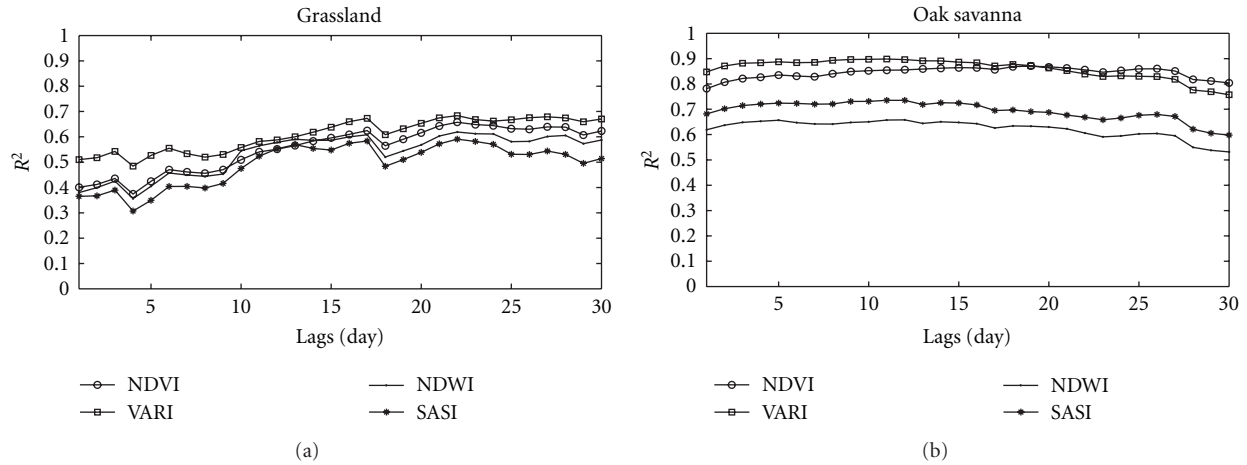 Grassland
1
0.9
0.8
0.7
0.6
0.5
0.4
0.3
0.2
0.1
0
R²
5 10 15 20 25 30
Lags (day)
NDVI NDWI
VARI SASI
(a)
Oak savanna
1
0.9
0.8
0.7
0.6
0.5
0.4
0.3
0.2
0.1
0
R²
5 10 15 20 25 30
Lags (day)
NDVI NDWI
VARI SASI
(b)